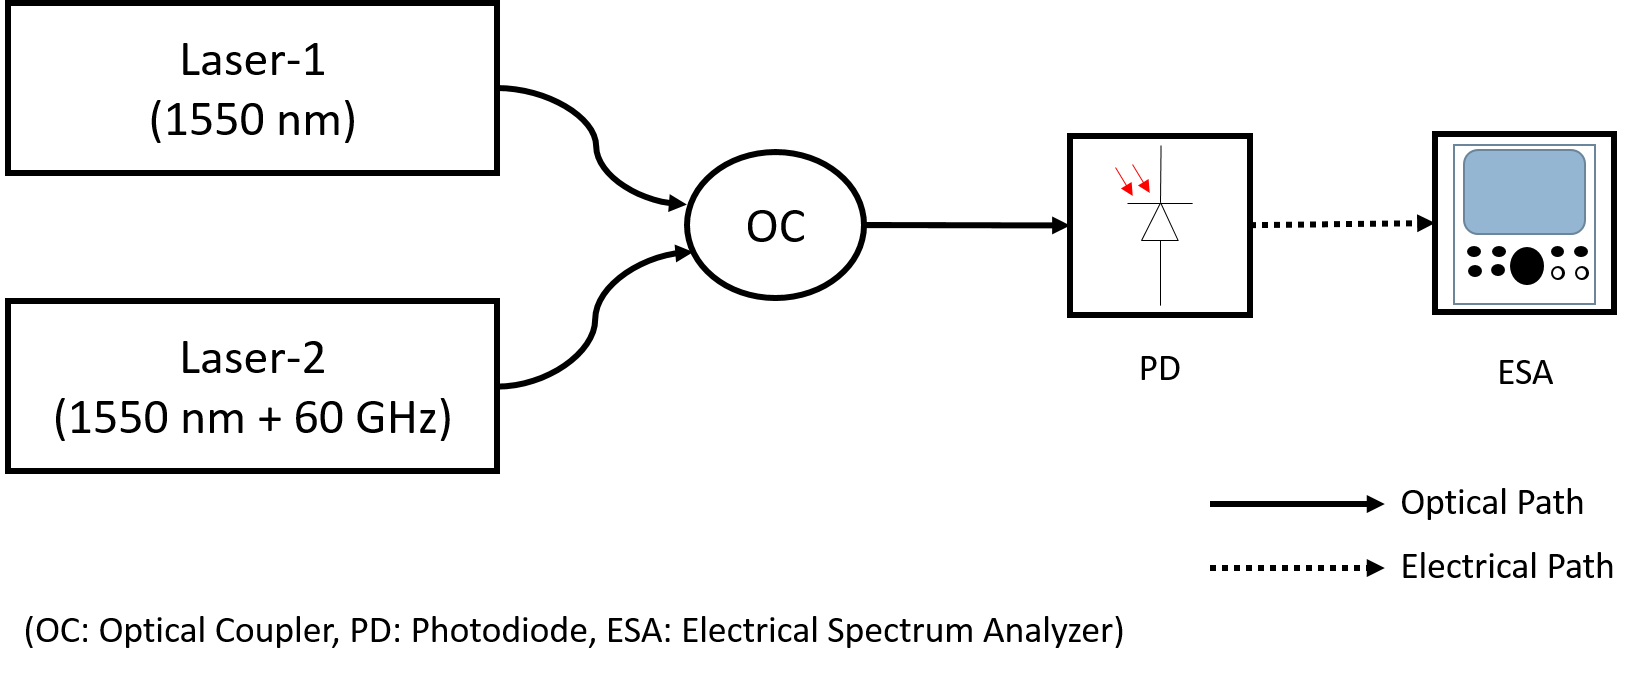 Laser-1
(1550 nm)
OC
Laser-2
(1550 nm + 60 GHz)
PD
ESA
Optical Path
Electrical Path
(OC: Optical Coupler, PD: Photodiode, ESA: Electrical Spectrum Analyzer)